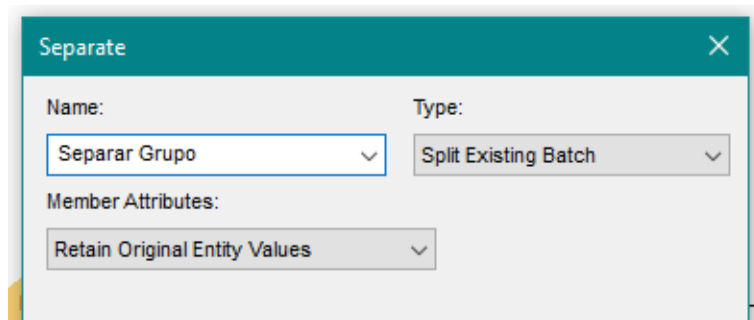 Separate
Name: Type:
Separar Grupo Split Existing Batch
Member Attributes:
Retain Original Entity Values